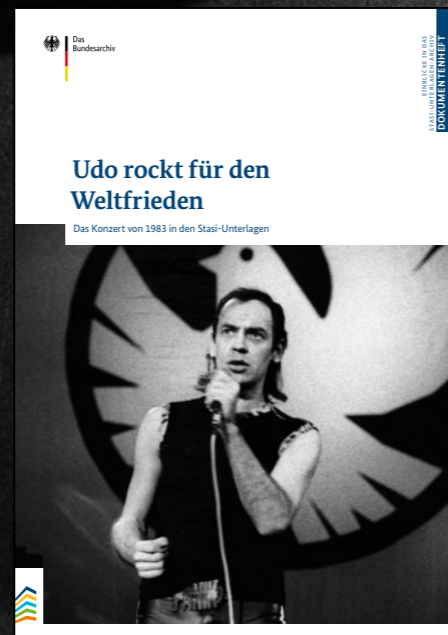 Das
Bundesarchiv
EINBLICKE IN DAS
STASI-UNTERLAGEN-ARCHIV
DOKUMENTENHEFT
Udo rockt für den
Weltfrieden
Das Konzert von 1983 in den Stasi-Unterlagen